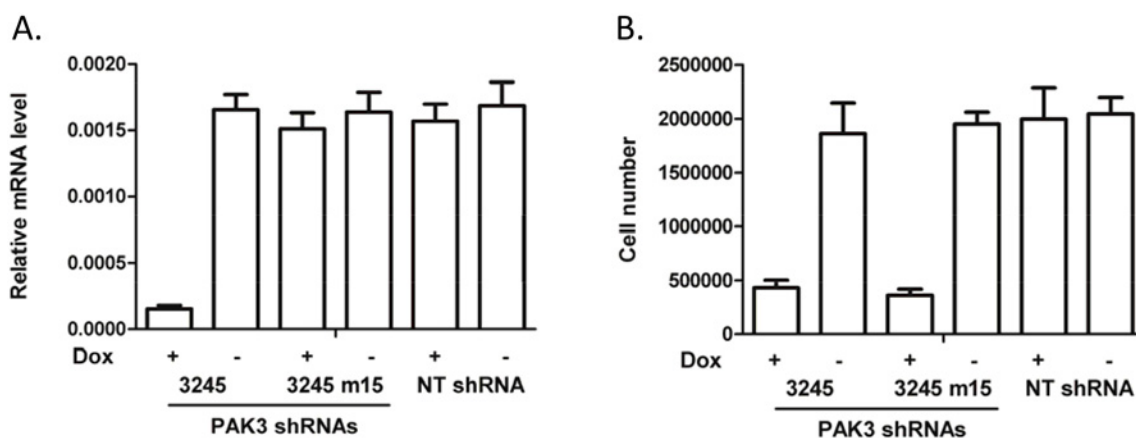 A.
Relative mRNA level
0.0020
0.0015
0.0010
0.0005
0.0000
Dox + - + - + -
3245 3245 m15 NT shRNA
PAK3 shRNAs
B.
Cell number
2500000
2000000
1500000
1000000
500000
0
Dox + - + - + -
3245 3245 m15 NT shRNA
PAK3 shRNAs